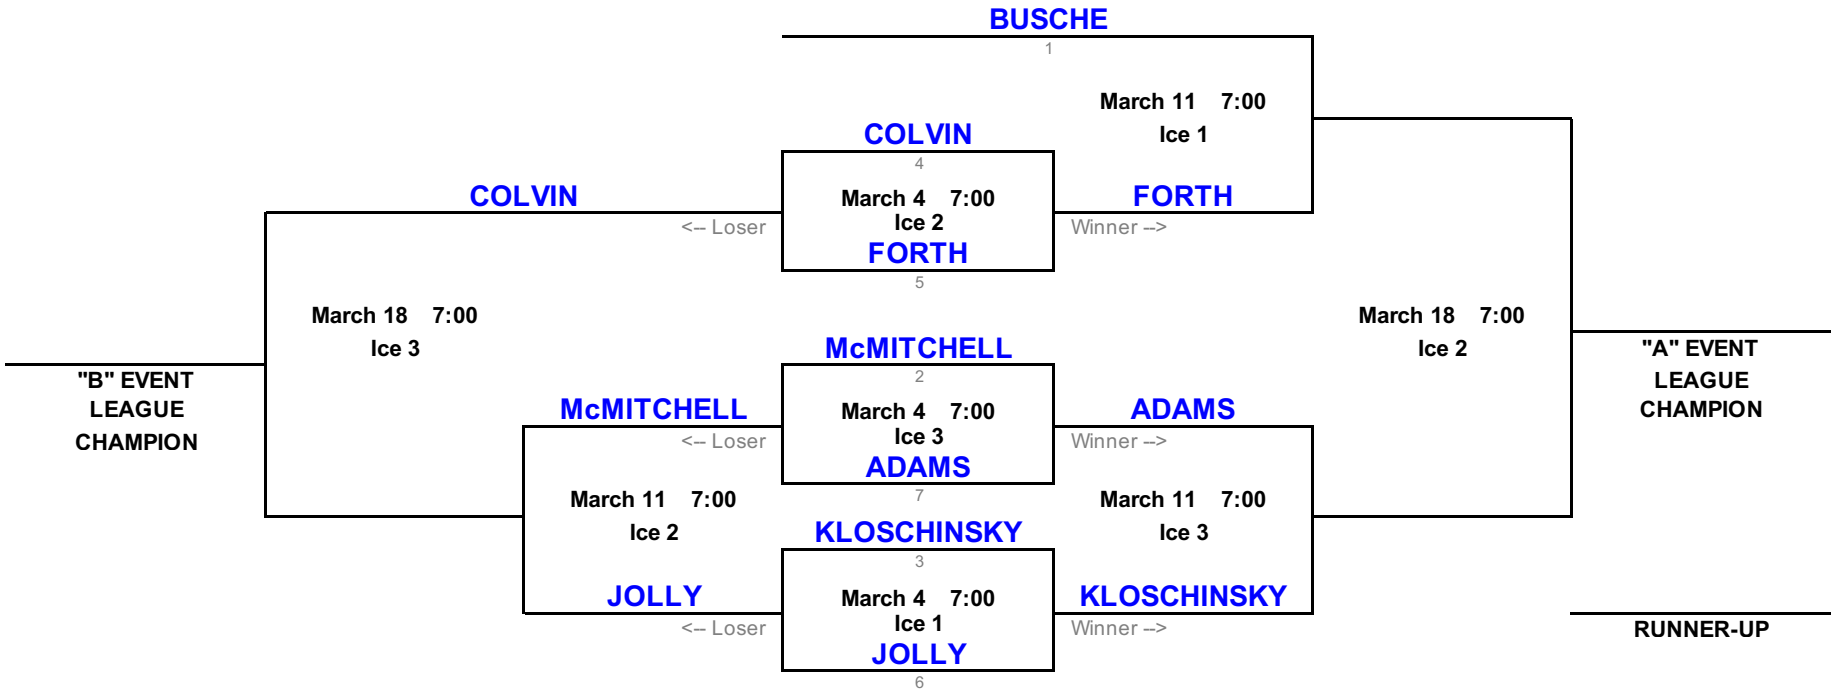 BUSCHE
1
March 11 7:00
Ice 1
COLVIN
4
COLVIN
March 4 7:00
FORTH
<-- Loser
Ice 2
Winner -->
FORTH
5
March 18 7:00
Ice 3
March 18 7:00
Ice 2
McMITCHELL
2
"B" EVENT
LEAGUE
CHAMPION
"A" EVENT
LEAGUE
CHAMPION
McMITCHELL
March 4 7:00
ADAMS
<-- Loser
Ice 3
Winner -->
ADAMS
7
March 11 7:00
Ice 2
March 11 7:00
Ice 3
KLOSCHINSKY
3
JOLLY
March 4 7:00
KLOSCHINSKY
<-- Loser
Ice 1
Winner -->
RUNNER-UP
JOLLY
6